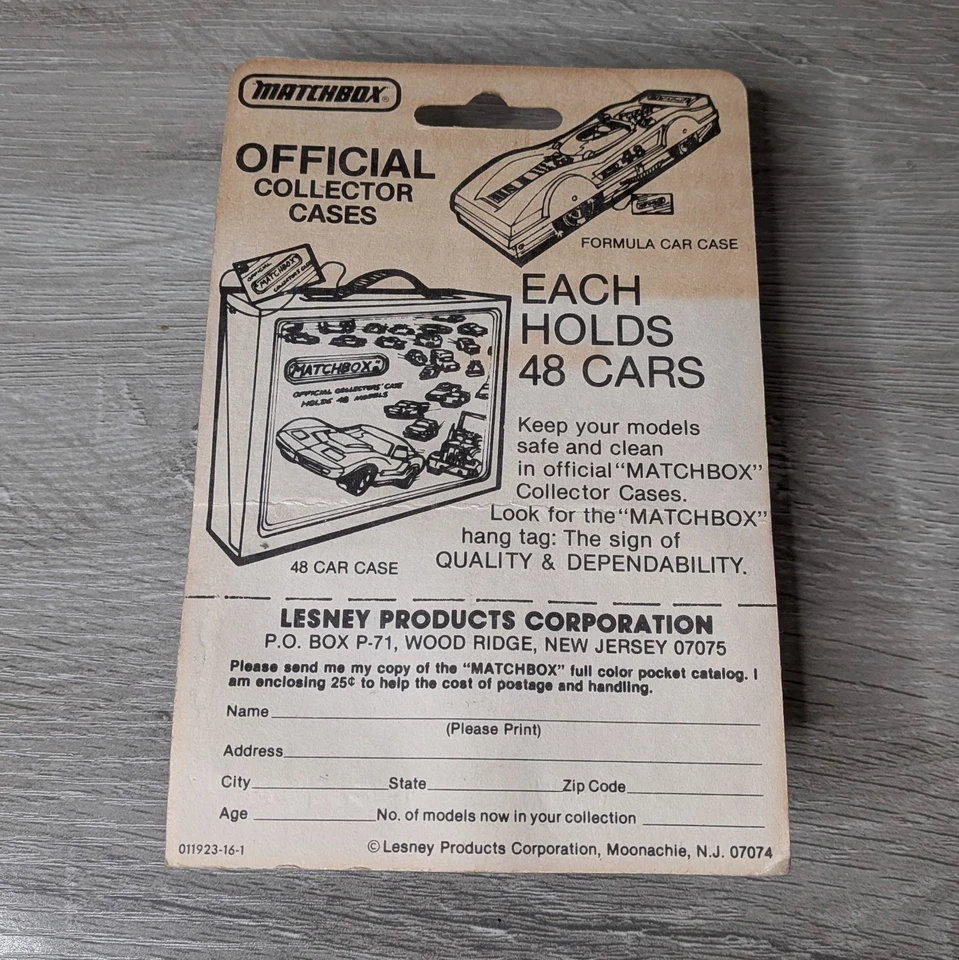 MATCHBOX®
OFFICIAL
COLLECTOR
CASES
FORMULA CAR CASE
OFFICIAL
MATCHBOX
EACH
HOLDS
48 CARS
MATCHBOX
OFFICIAL COLLECTORS' CASE
HOLDS 48 MODELS
Keep your models
safe and clean
in official "MATCHBOX"
Collector Cases.
Look for the "MATCHBOX"
hang tag: The sign of
QUALITY & DEPENDABILITY.
48 CAR CASE
LESNEY PRODUCTS CORPORATION
P.O. BOX P-71, WOOD RIDGE, NEW JERSEY 07075
Please send me my copy of the "MATCHBOX" full color pocket catalog. I
am enclosing 25¢ to help the cost of postage and handling.
Name
(Please Print)
Address
City State Zip Code
Age No. of models now in your collection
011923-16-1 © Lesney Products Corporation, Moonachie, N.J. 07074